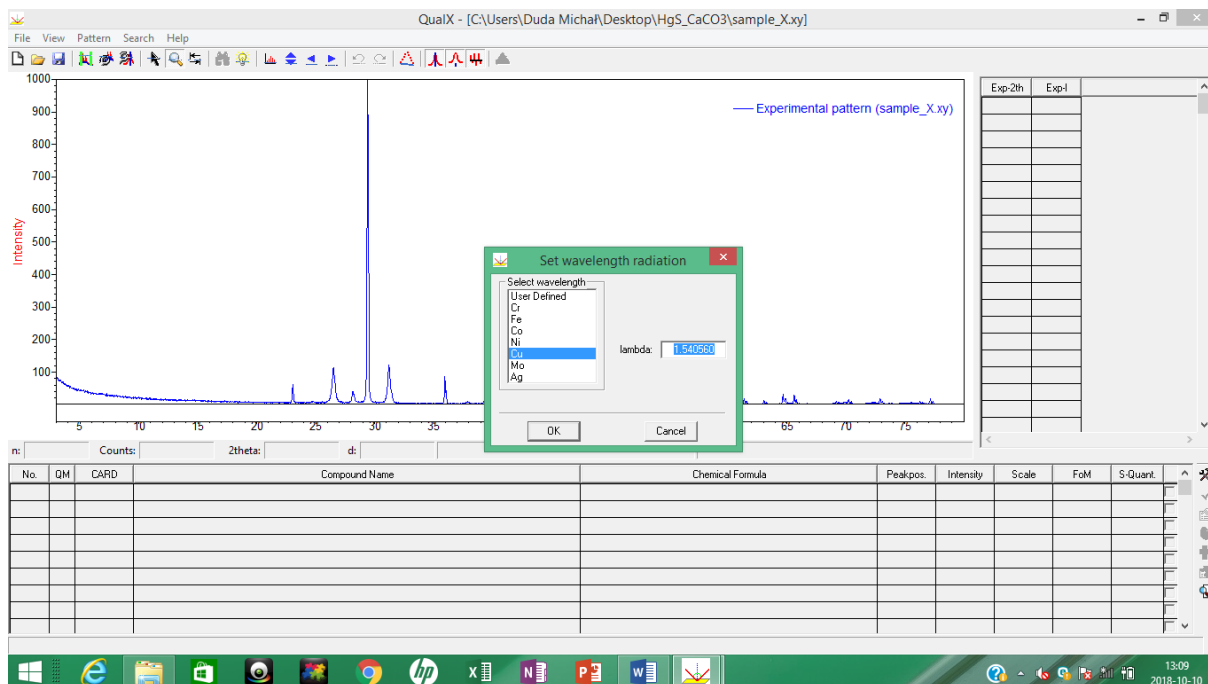 QualX - [C:\Users\Duda Michał\Desktop\HgS_CaCO3\sample_X.xy]
File View Pattern Search Help
1000
900
800
700
600
500
400
300
200
100
Intensity
Experimental pattern (sample_X.xy)
5 10 15 20 25 30 35 65 70 75
Exp-2th Exp-I
Set wavelength radiation
Select wavelength
User Defined
Cr
Fe
Co
Ni
Cu
Mo
Ag
lambda: 1.540560
OK Cancel
n: Counts: 2theta: d:
No. QM CARD Compound Name Chemical Formula Peakpos. Intensity Scale FoM S-Quant.
13:09
2018-10-10